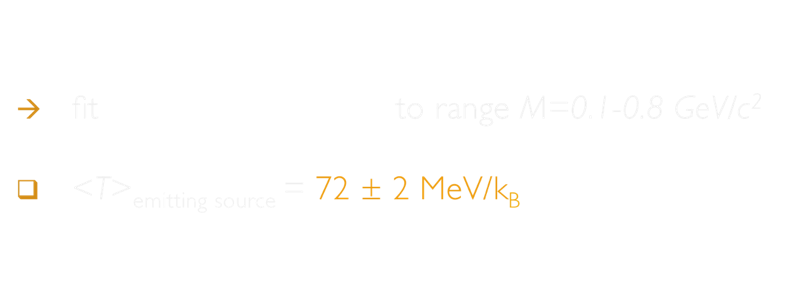 → fit to range M=0.1-0.8 GeV/c²
❑ <T>emitting source = 72 ± 2 MeV/kB